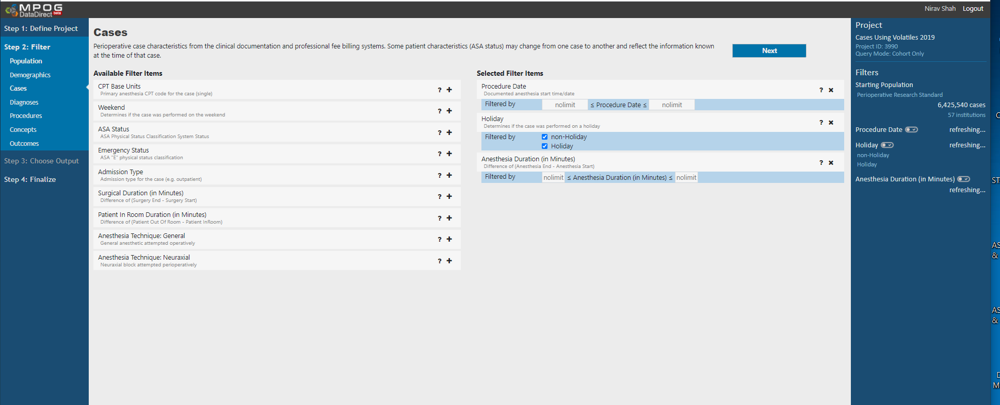 MPOG
DataDirect beta
Nirav Shah Logout
Step 1: Define Project
Step 2: Filter
Population
Demographics
Cases
Diagnoses
Procedures
Concepts
Outcomes
Step 3: Choose Output
Step 4: Finalize
Cases
Perioperative case characteristics from the clinical documentation and professional fee billing systems. Some patient characteristics (ASA status) may change from one case to another and reflect the information known
at the time of that case.
Next
Available Filter Items
CPT Base Units
Primary anesthesia CPT code for the case (single)
? +
Weekend
Determines if the case was performed on the weekend
? +
ASA Status
ASA Physical Status Classification System Status
? +
Emergency Status
ASA "E" physical status classification
? +
Admission Type
Admission type for the case (e.g. outpatient)
? +
Surgical Duration (in Minutes)
Difference of (Surgery End - Surgery Start)
? +
Patient In Room Duration (in Minutes)
Difference of (Patient Out Of Room - Patient InRoom)
? +
Anesthesia Technique: General
General anesthetic attempted operatively
? +
Anesthesia Technique: Neuraxial
Neuraxial block attempted perioperatively
? +
Selected Filter Items
Procedure Date
Documented anesthesia start time/date
? ×
Filtered by nolimit ≤ Procedure Date ≤ nolimit
Holiday
Determines if the case was performed on a holiday
? ×
Filtered by non-Holiday
Holiday
Anesthesia Duration (in Minutes)
Difference of (Anesthesia End - Anesthesia Start)
? ×
Filtered by nolimit ≤ Anesthesia Duration (in Minutes) ≤ nolimit
Project
Cases Using Volatiles 2019
Project ID: 3990
Query Mode: Cohort Only
Filters
Starting Population
Perioperative Research Standard
6,425,540 cases
57 institutions
Procedure Date refreshing...
Holiday refreshing...
non-Holiday
Holiday
Anesthesia Duration (in Minutes)
refreshing...
ST
AS
&
AS
&
M